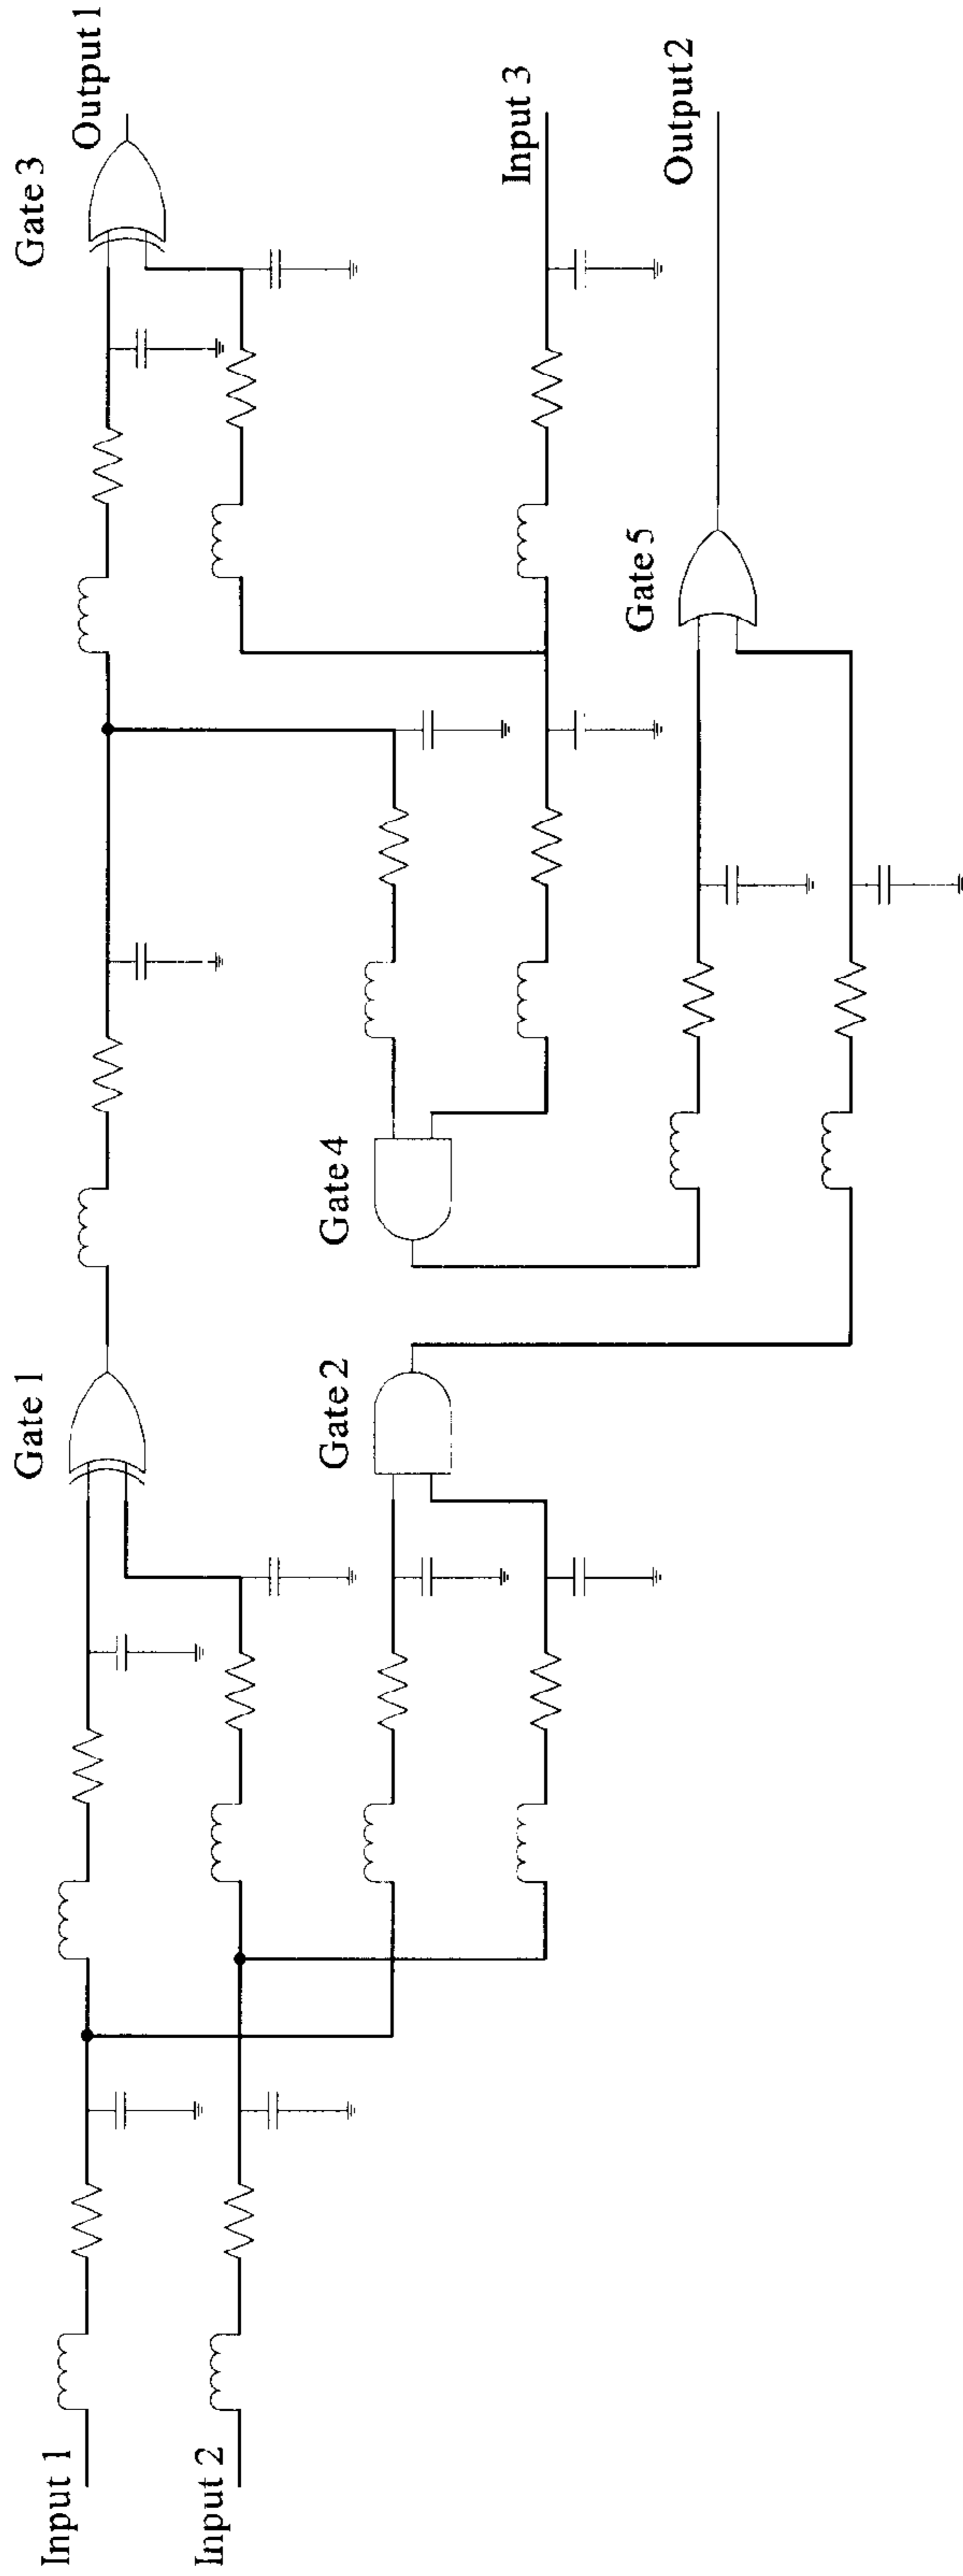 Gate 1
Gate 3
Output 1
Input 1
Input 2
Gate 2
Gate 4
Input 3
Gate 5
Output 2